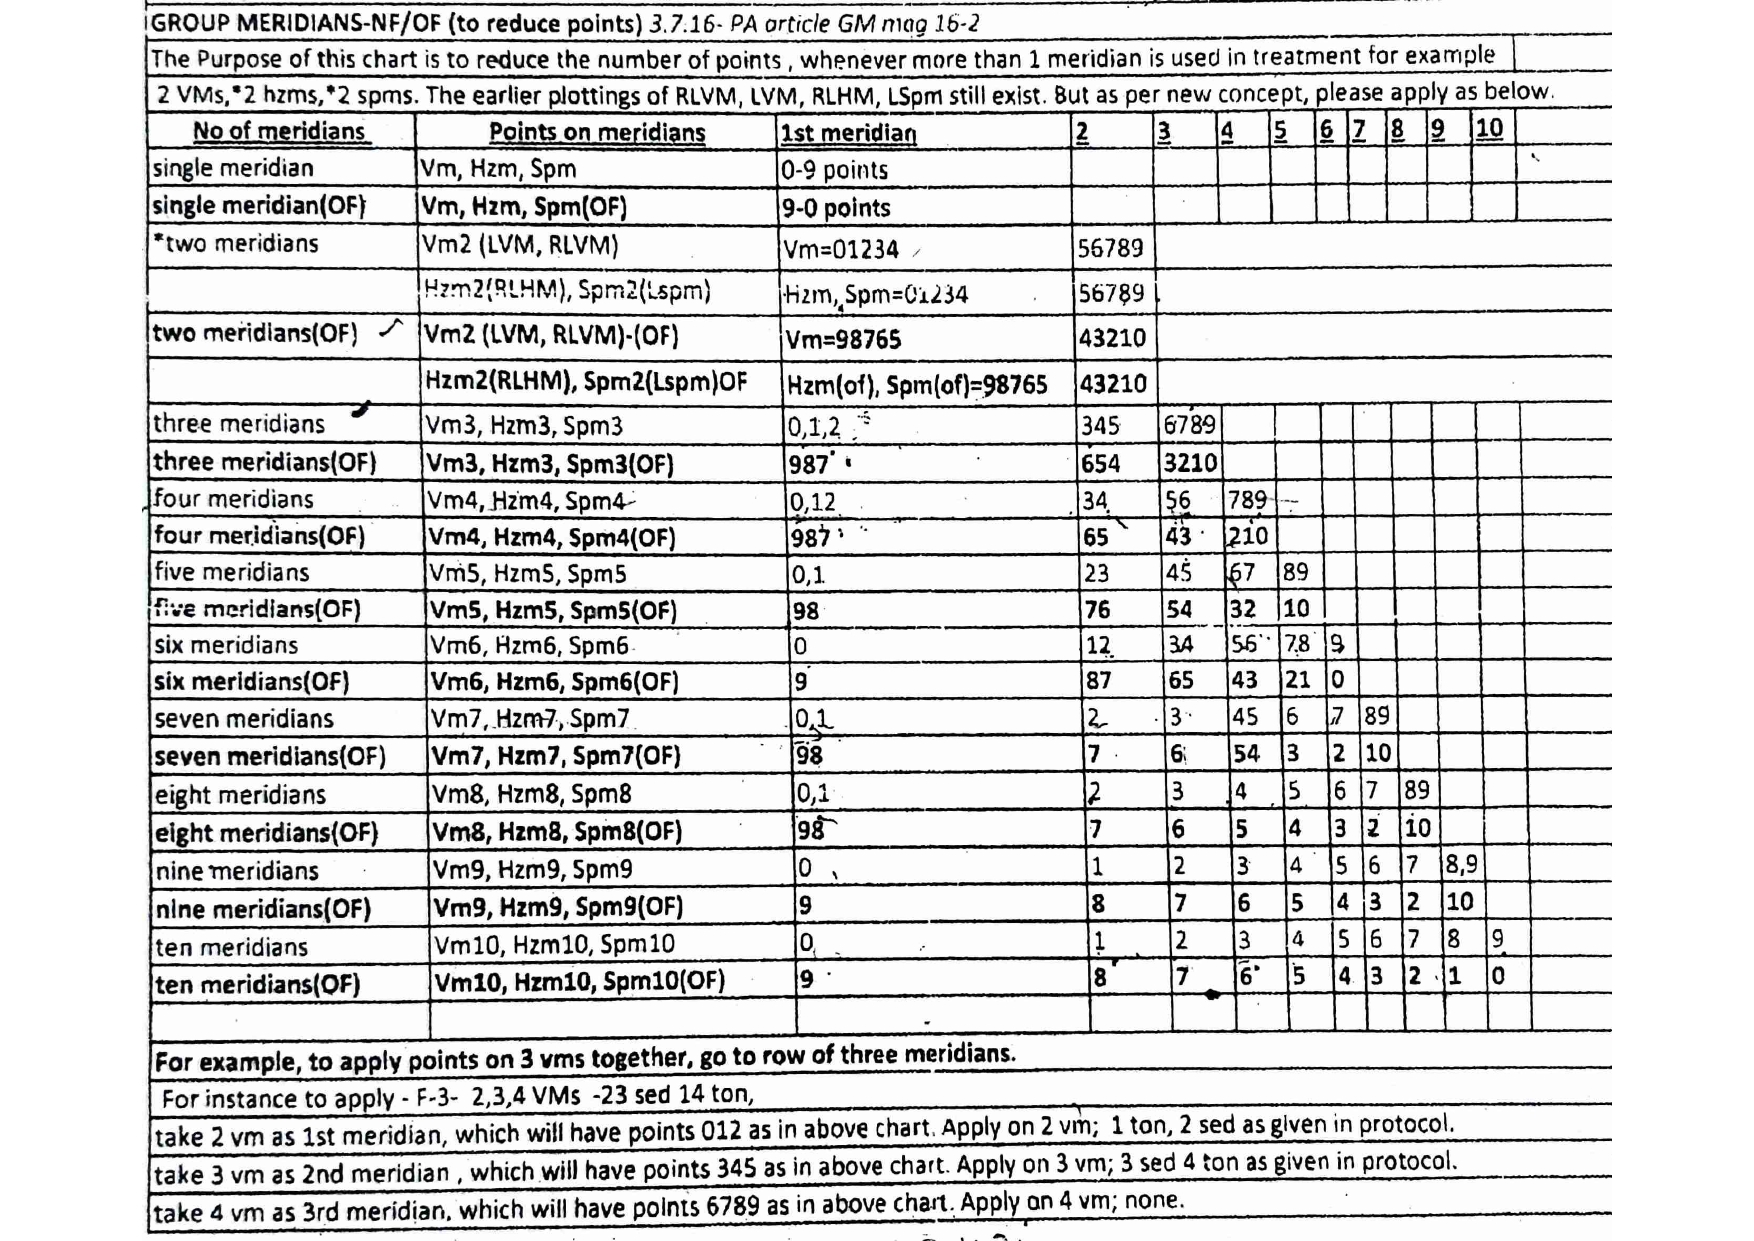 GROUP MERIDIANS-NF/OF (to reduce points) 3.7.16- PA article GM mag 16-2
The Purpose of this chart is to reduce the number of points , whenever more than 1 meridian is used in treatment for example
2 VMs,*2 hzms,*2 spms. The earlier plottings of RLVM, LVM, RLHM, LSpm still exist. But as per new concept, please apply as below.
No of meridians Points on meridians 1st meridian 2 3 4 5 6 7 8 9 10
single meridian Vm, Hzm, Spm 0-9 points
single meridian(OF) Vm, Hzm, Spm(OF) 9-0 points
*two meridians Vm2 (LVM, RLVM) Vm=01234 56789
Hzm2(RLHM), Spm2(Lspm) Hzm, Spm=01234 56789
two meridians(OF) Vm2 (LVM, RLVM)-(OF) Vm=98765 43210
Hzm2(RLHM), Spm2(Lspm)OF Hzm(of), Spm(of)=98765 43210
three meridians Vm3, Hzm3, Spm3 0,1,2 345 6789
three meridians(OF) Vm3, Hzm3, Spm3(OF) 987 654 3210
four meridians Vm4, Hzm4, Spm4 0,12 34 56 789
four meridians(OF) Vm4, Hzm4, Spm4(OF) 987 65 43 210
five meridians Vm5, Hzm5, Spm5 0,1 23 45 67 89
five meridians(OF) Vm5, Hzm5, Spm5(OF) 98 76 54 32 10
six meridians Vm6, Hzm6, Spm6 0 12 34 56 78 9
six meridians(OF) Vm6, Hzm6, Spm6(OF) 9 87 65 43 21 0
seven meridians Vm7, Hzm7, Spm7 0,1 2 3 45 6 7 89
seven meridians(OF) Vm7, Hzm7, Spm7(OF) 98 7 6 54 3 2 10
eight meridians Vm8, Hzm8, Spm8 0,1 2 3 4 5 6 7 89
eight meridians(OF) Vm8, Hzm8, Spm8(OF) 98 7 6 5 4 3 2 10
nine meridians Vm9, Hzm9, Spm9 0 1 2 3 4 5 6 7 8,9
nine meridians(OF) Vm9, Hzm9, Spm9(OF) 9 8 7 6 5 4 3 2 10
ten meridians Vm10, Hzm10, Spm10 0 1 2 3 4 5 6 7 8 9
ten meridians(OF) Vm10, Hzm10, Spm10(OF) 9 8 7 6 5 4 3 2 1 0
For example, to apply points on 3 vms together, go to row of three meridians.
For instance to apply - F-3- 2,3,4 VMs -23 sed 14 ton,
take 2 vm as 1st meridian, which will have points 012 as in above chart. Apply on 2 vm; 1 ton, 2 sed as given in protocol.
take 3 vm as 2nd meridian , which will have points 345 as in above chart. Apply on 3 vm; 3 sed 4 ton as given in protocol.
take 4 vm as 3rd meridian, which will have points 6789 as in above chart. Apply on 4 vm; none.